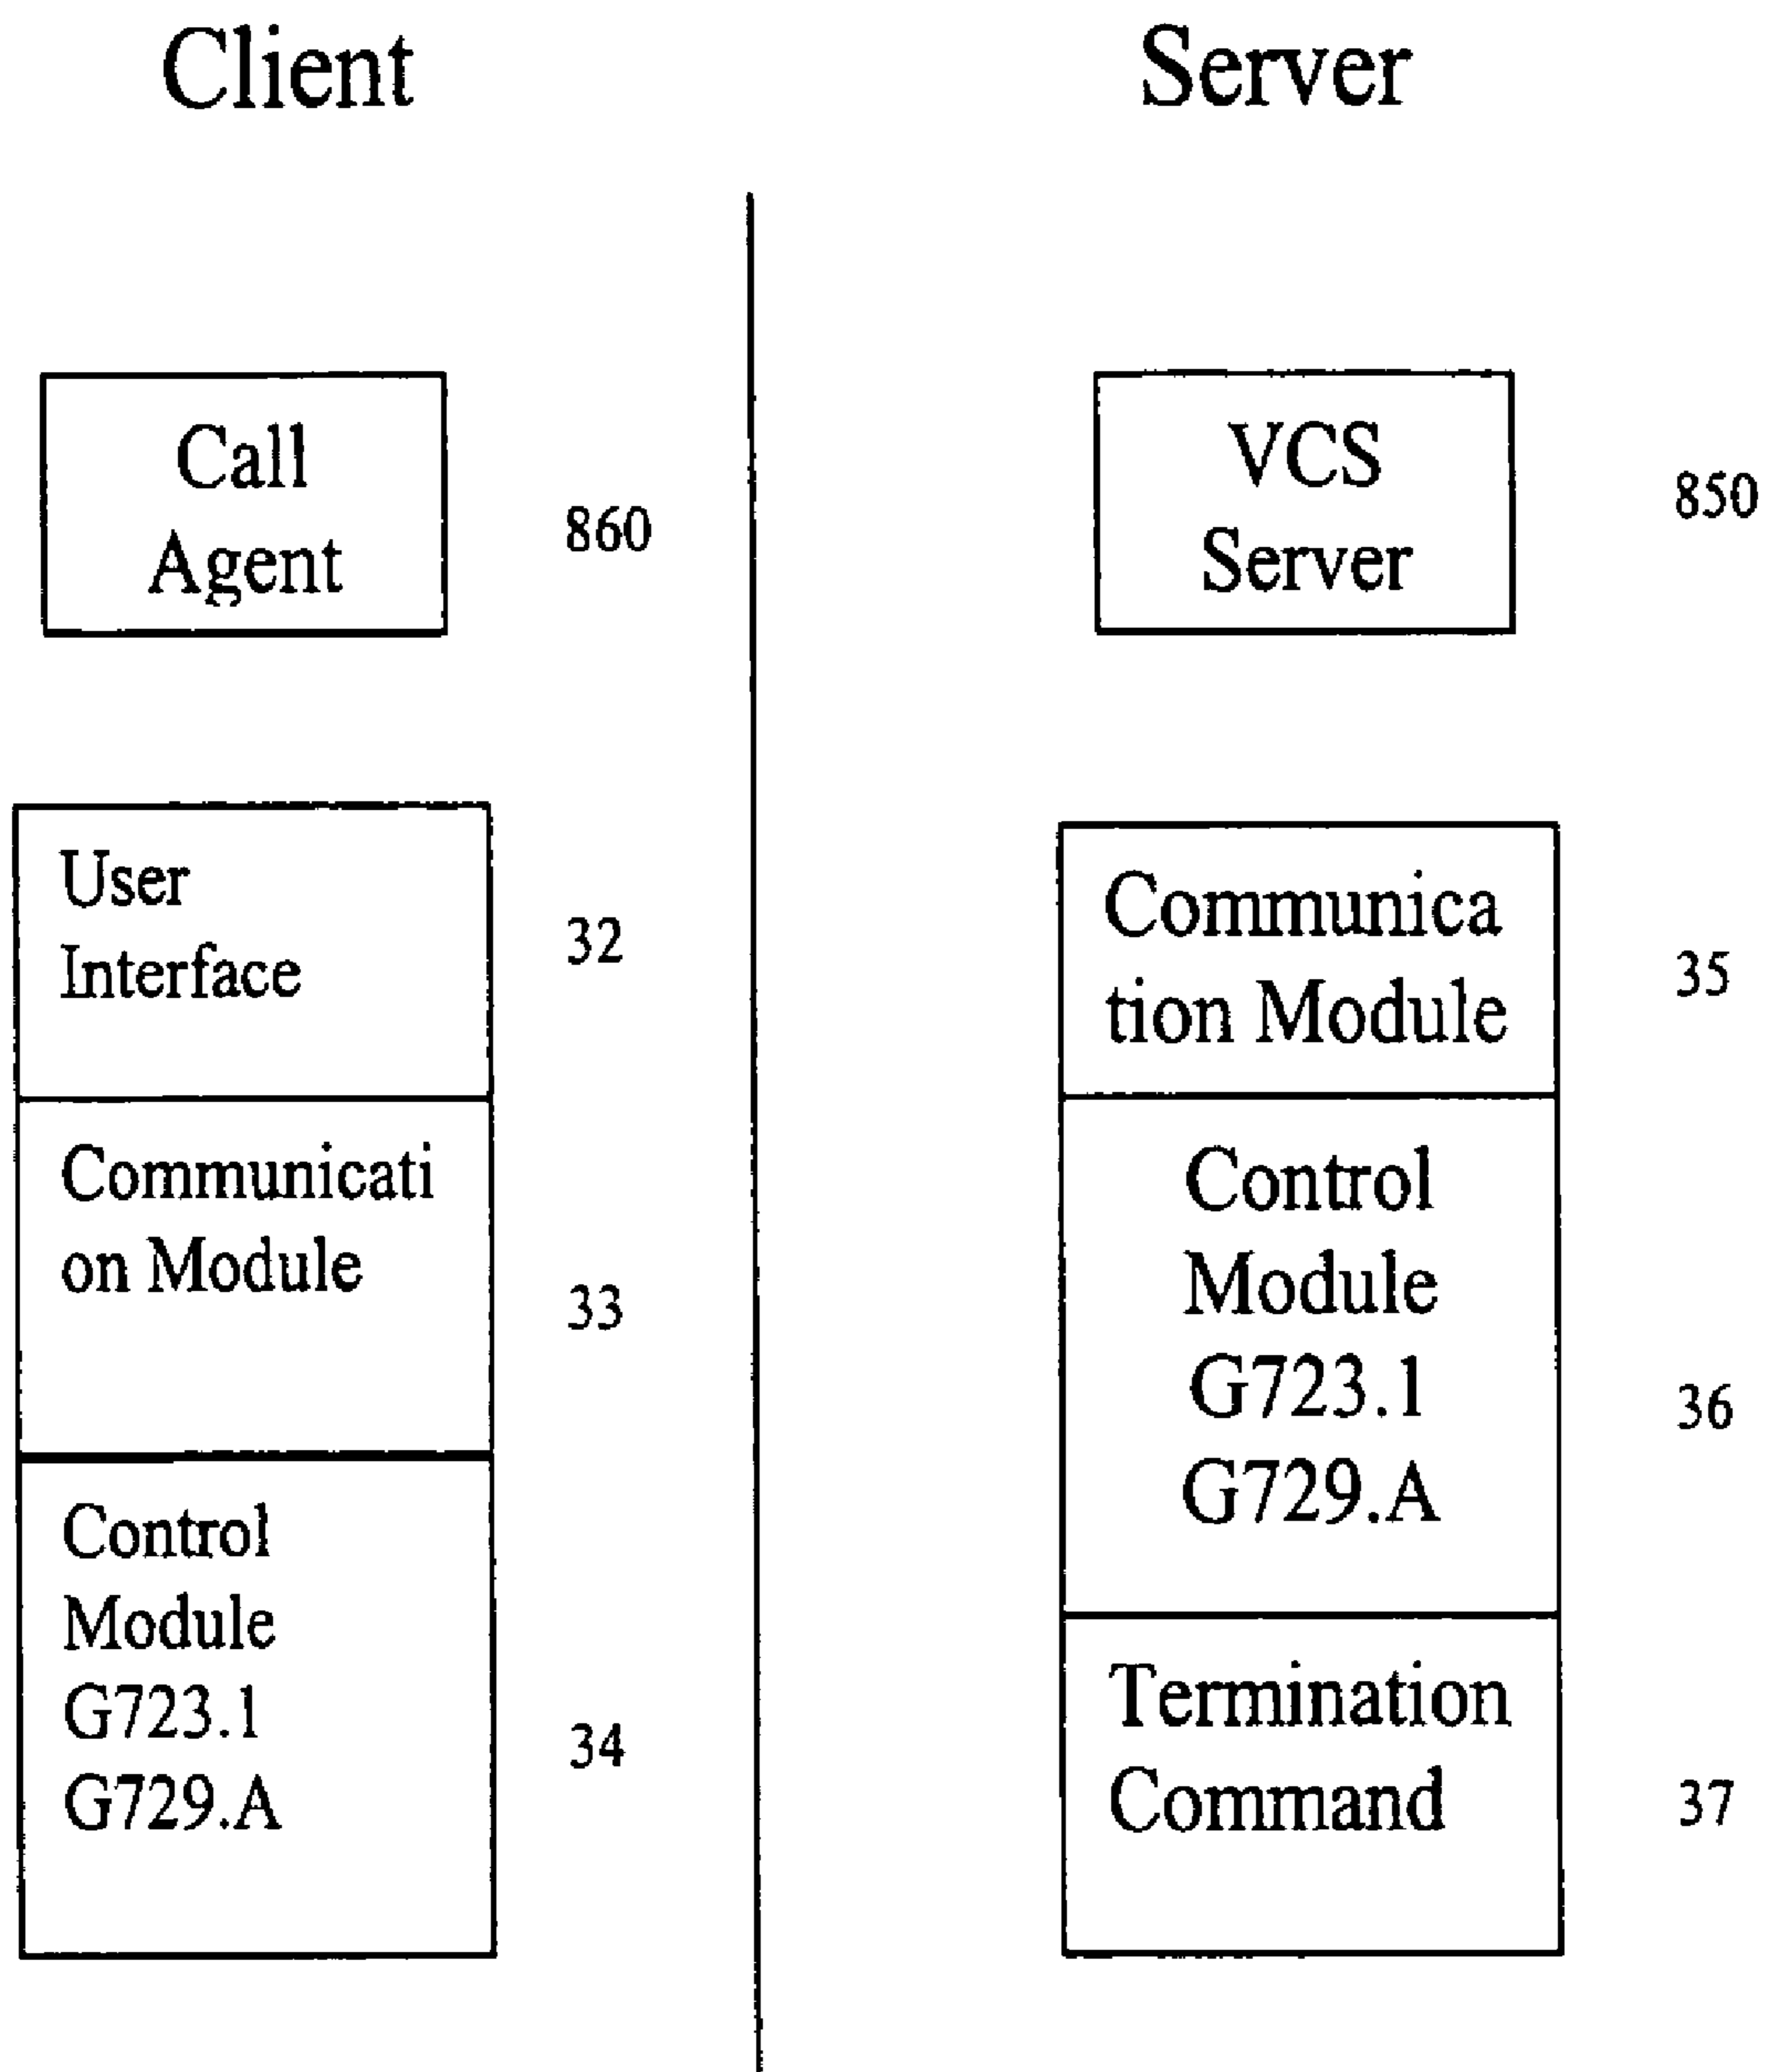 Client
Server
Call
Agent
860
VCS
Server
850
User
Interface
32
Communicati
on Module
33
Control
Module
G723.1
G729.A
34
Communica
tion Module
35
Control
Module
G723.1
G729.A
36
Termination
Command
37